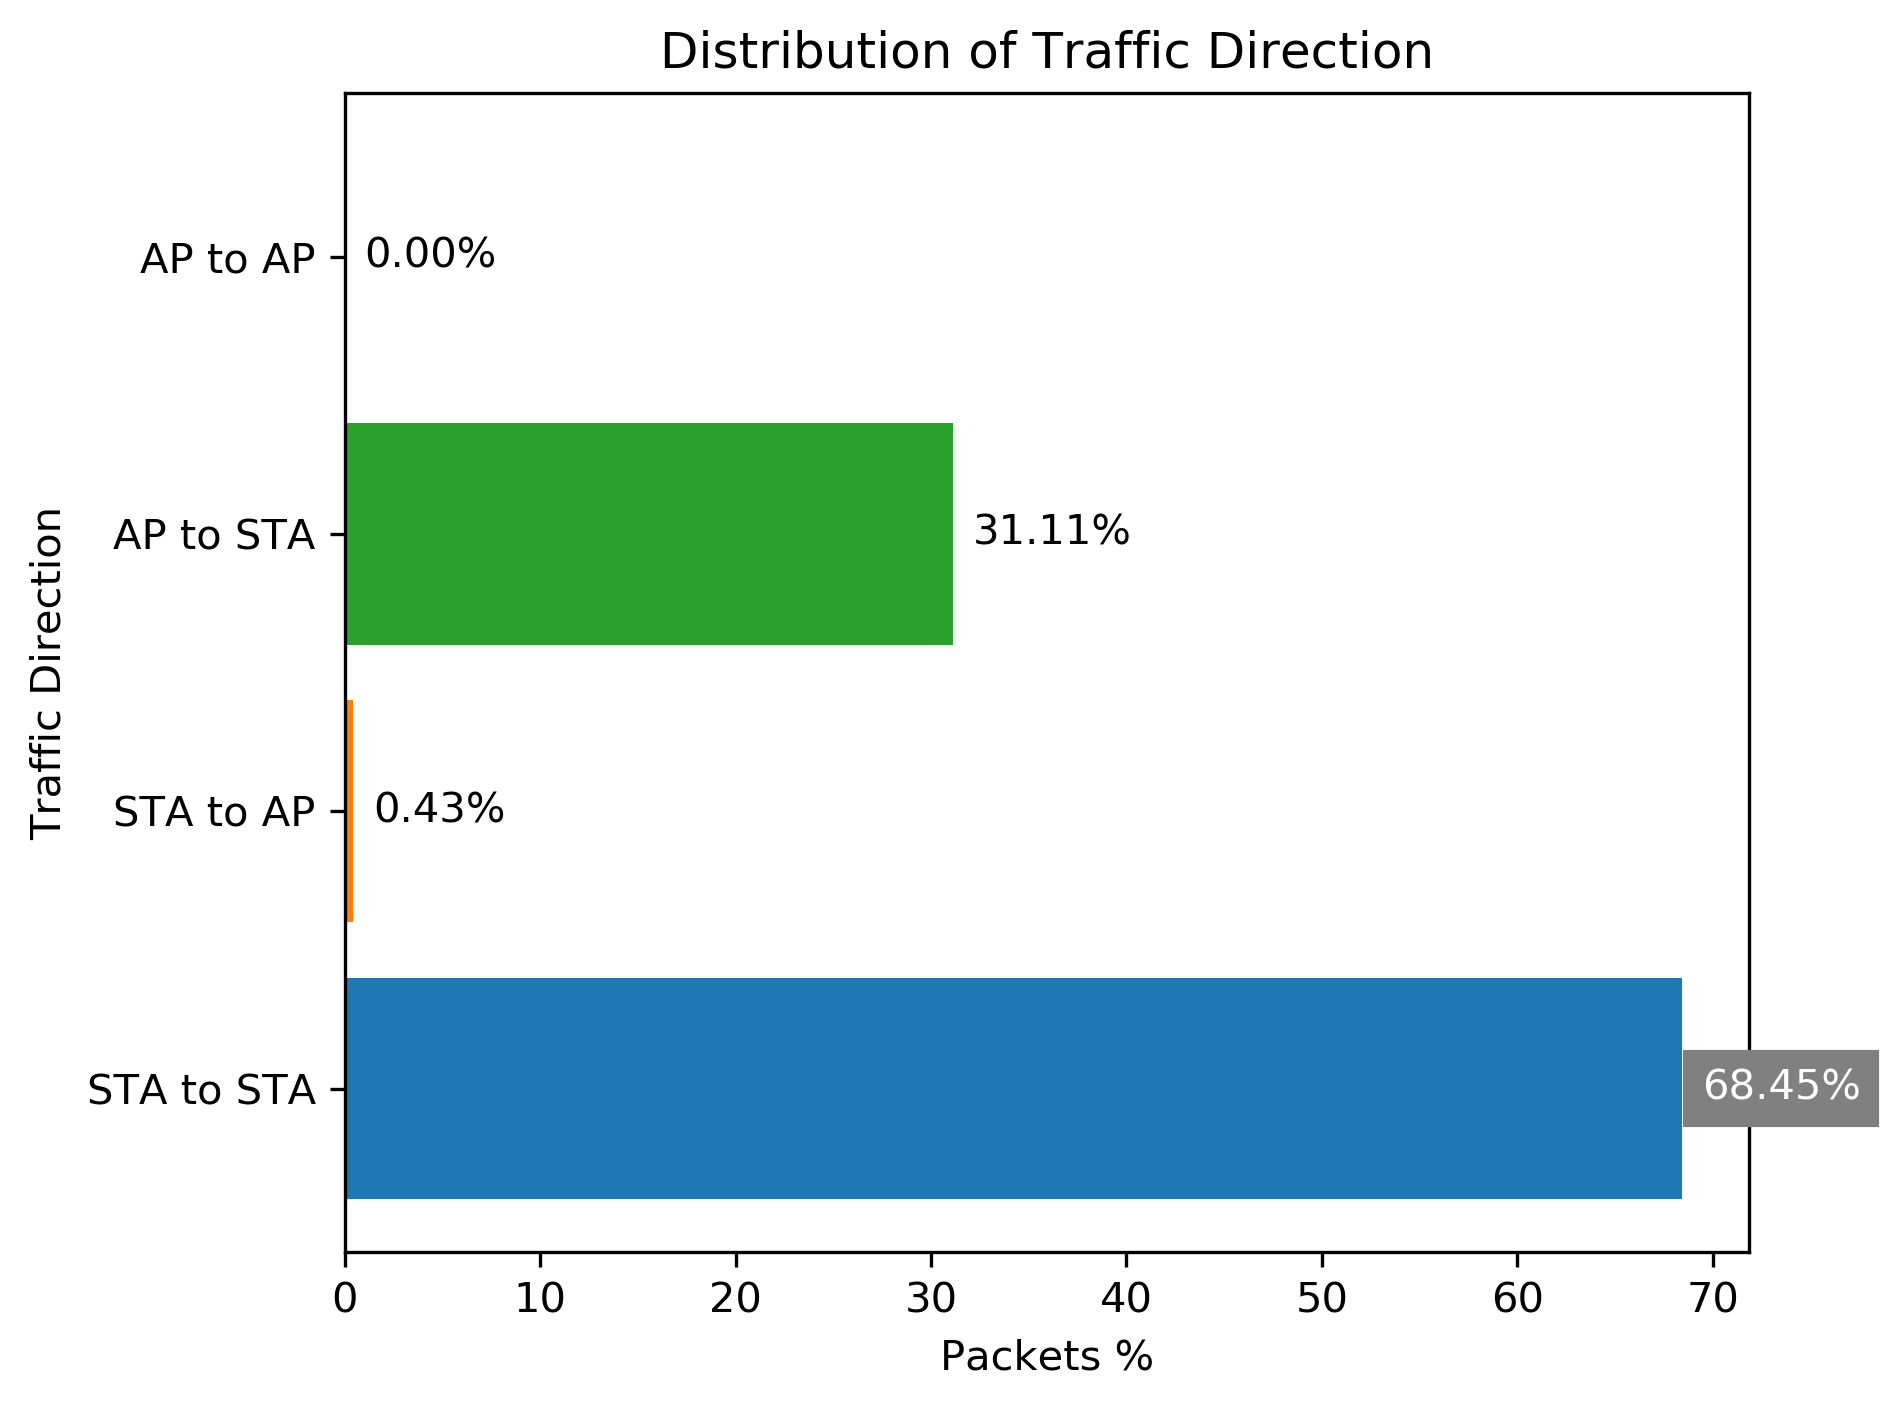 Distribution of Traffic Direction
AP to AP
0.00%
AP to STA
31.11%
STA to AP
0.43%
STA to STA
68.45%
Traffic Direction
0 10 20 30 40 50 60 70
Packets %